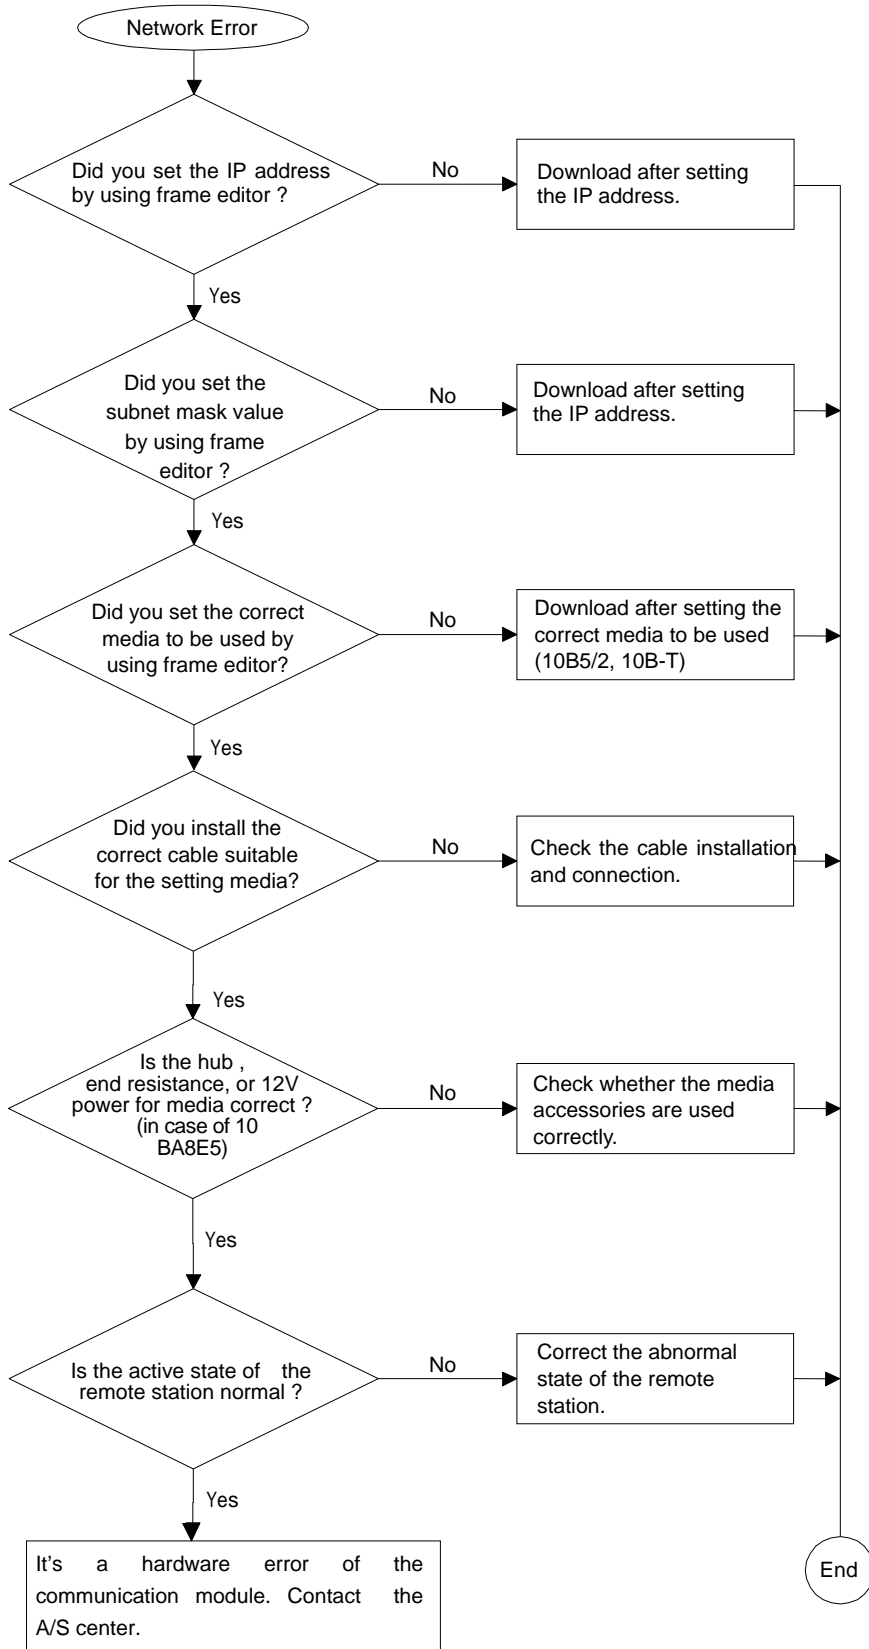 Network Error
Did you set the IP address
by using frame editor ?
No
Download after setting
the IP address.
Yes
Did you set the
subnet mask value
by using frame
editor ?
No
Download after setting
the IP address.
Yes
Did you set the correct
media to be used by
using frame editor?
No
Download after setting the
correct media to be used
(10B5/2, 10B-T)
Yes
Did you install the
correct cable suitable
for the setting media?
No
Check the cable installation
and connection.
Yes
Is the hub ,
end resistance, or 12V
power for media correct ?
(in case of 10
BA8E5)
No
Check whether the media
accessories are used
correctly.
Yes
Is the active state of the
remote station normal ?
No
Correct the abnormal
state of the remote
station.
Yes
It's a hardware error of the
communication module. Contact the
A/S center.
End